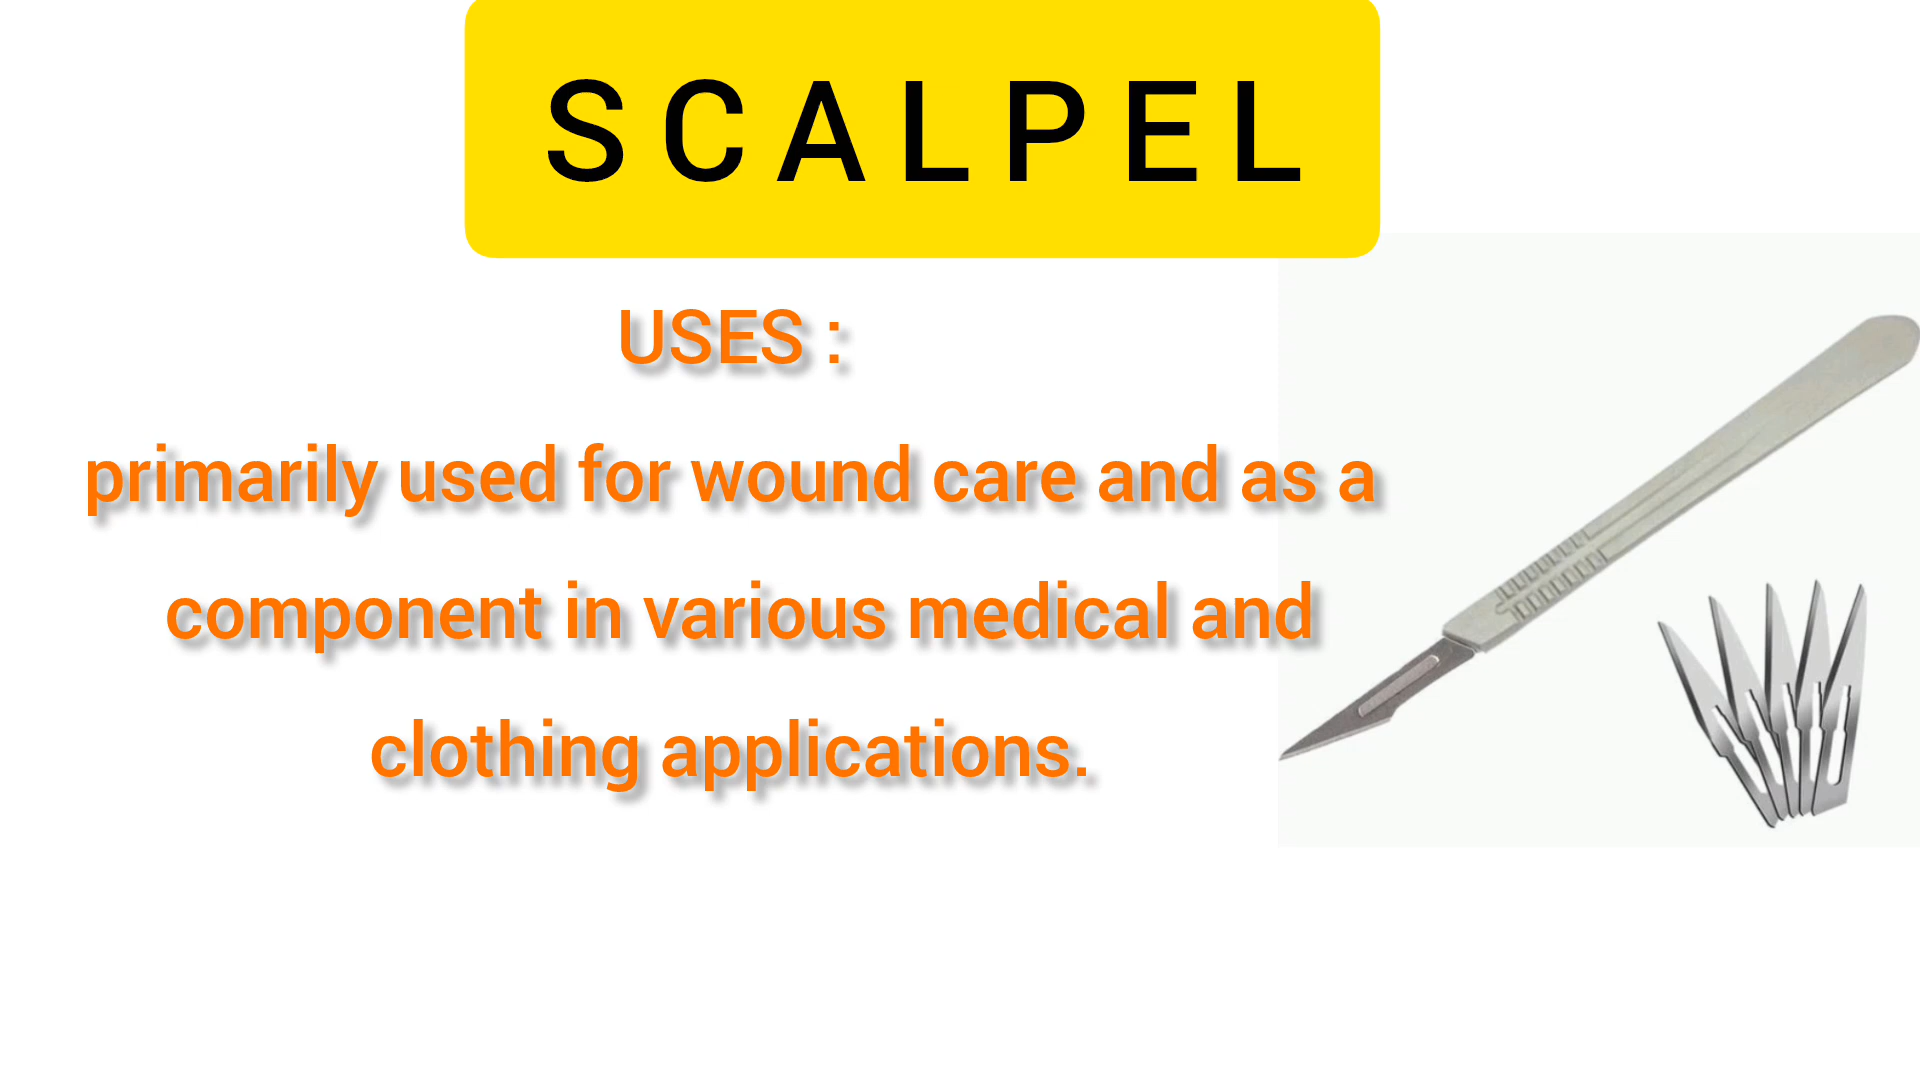 SCALPEL
USES :
primarily used for wound care and as a
component in various medical and
clothing applications.